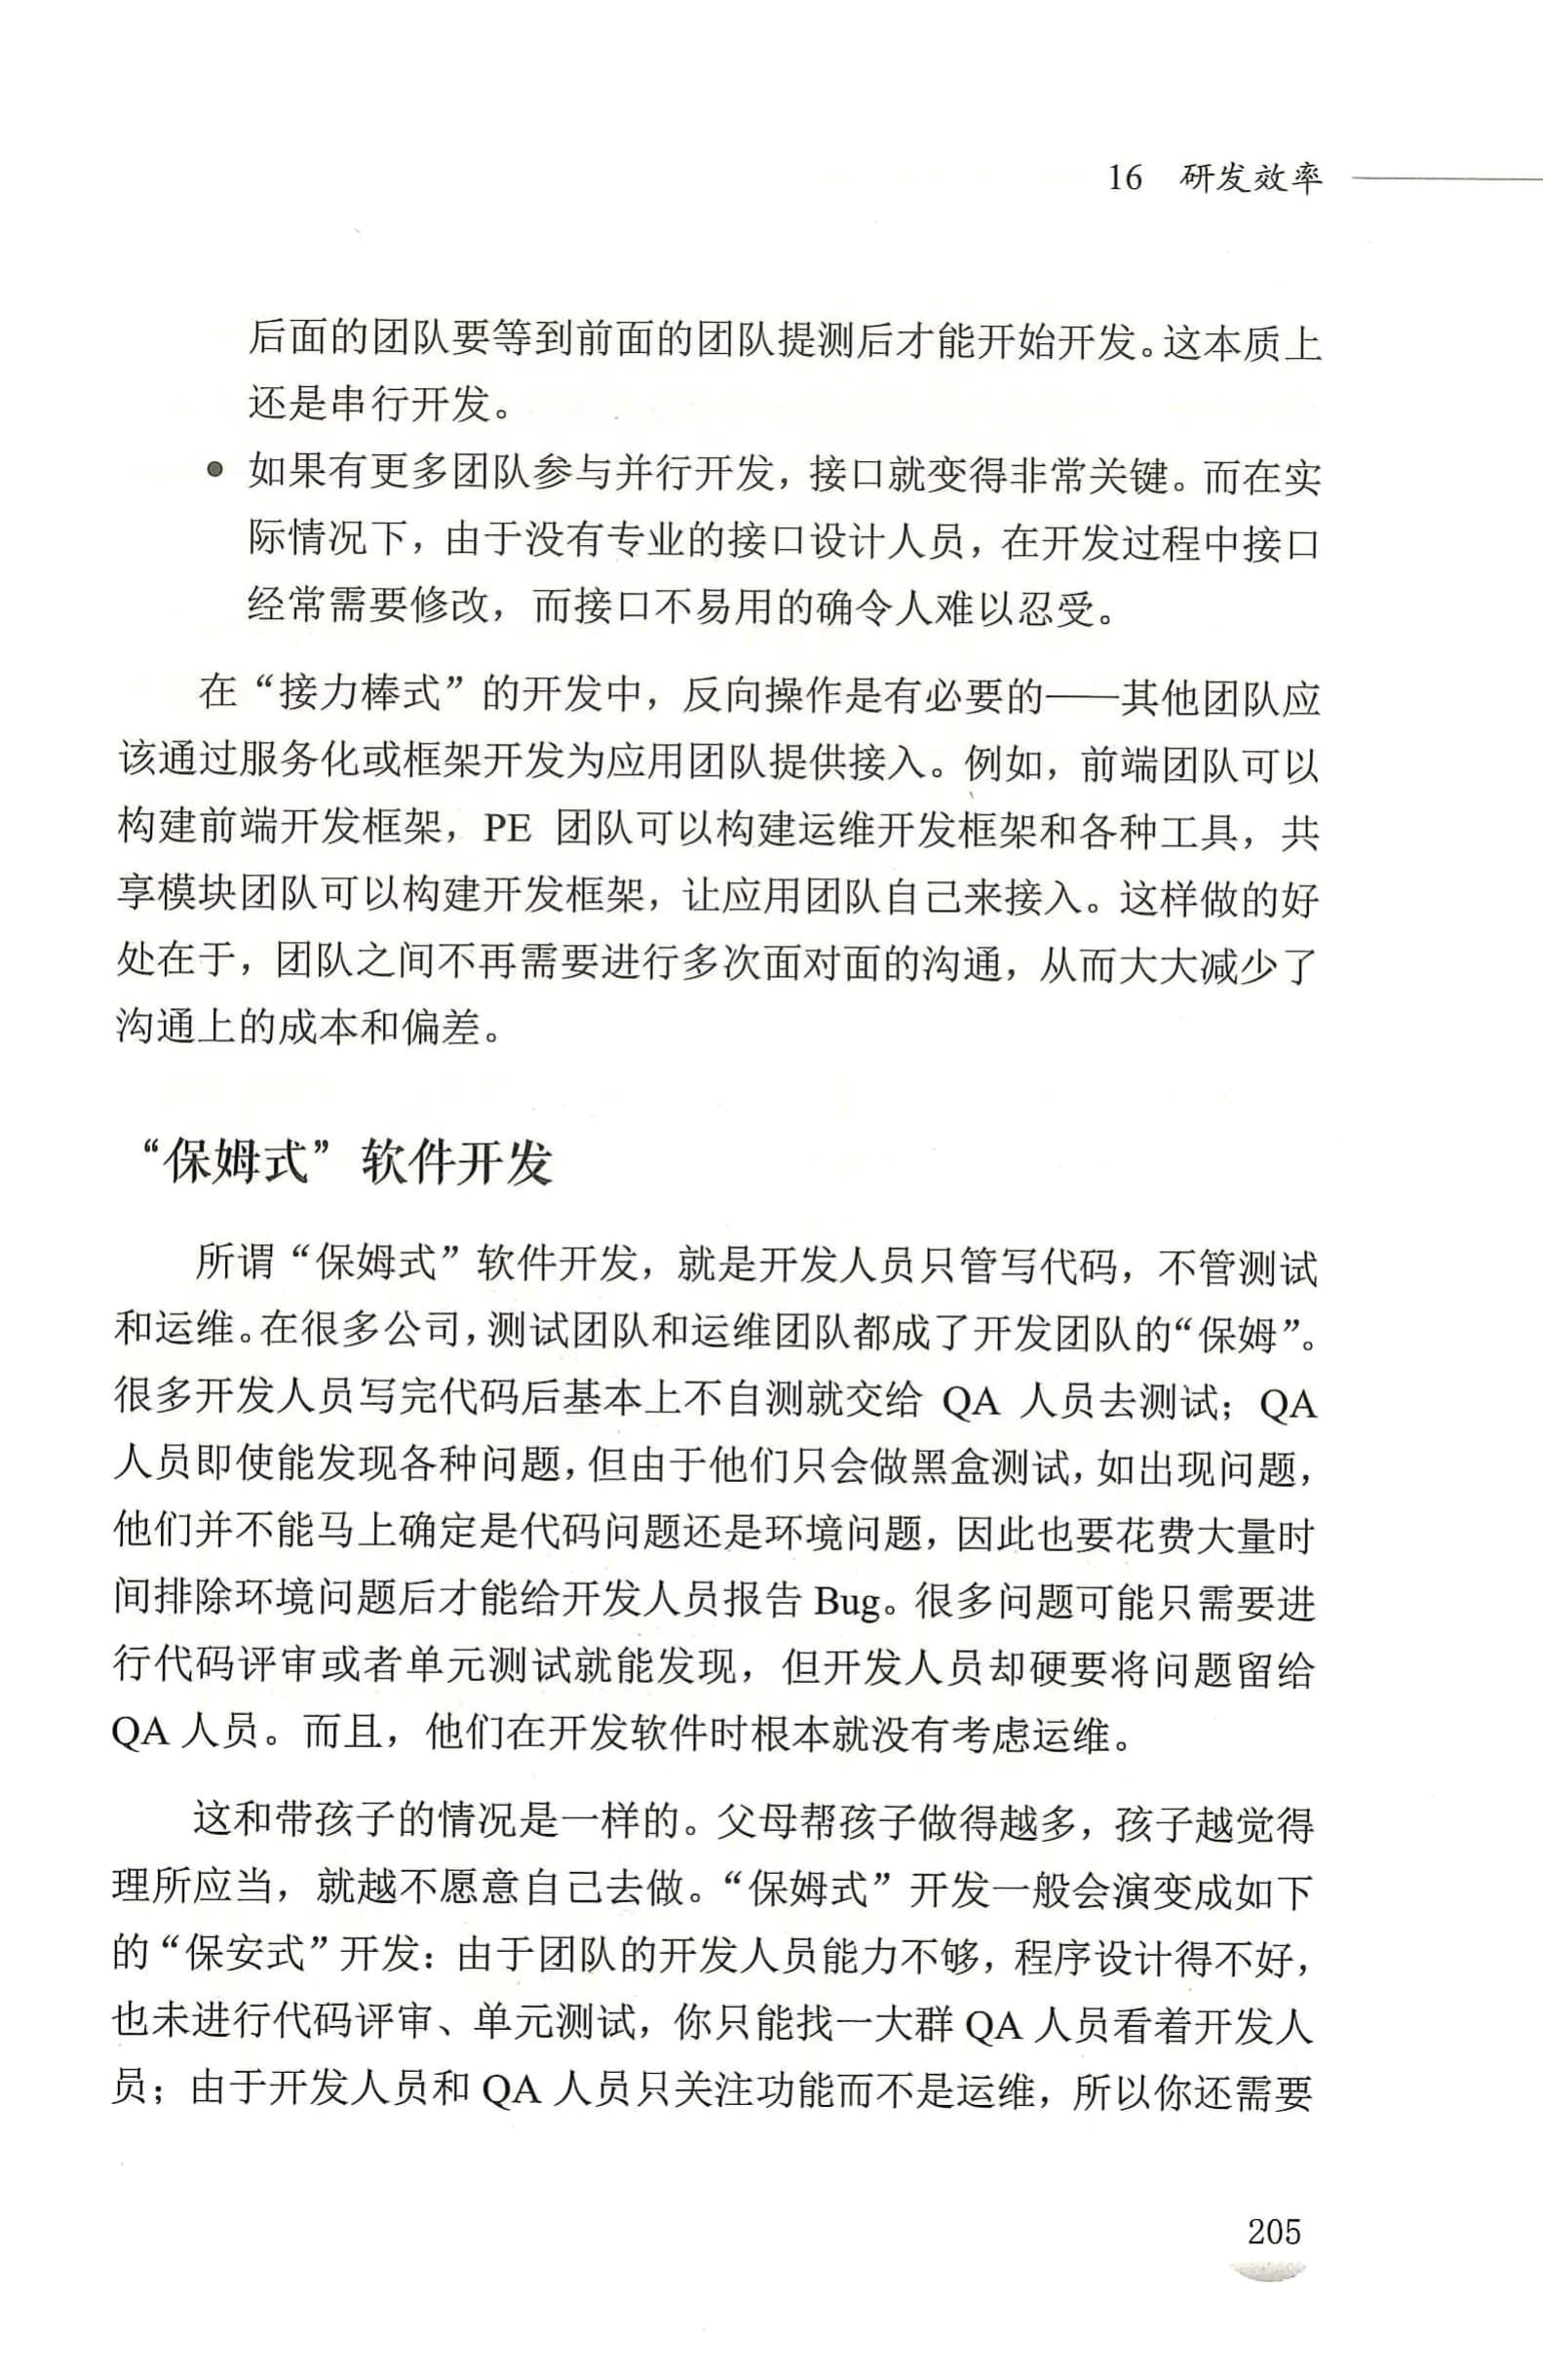 16 研发效率
后面的团队要等到前面的团队提测后才能开始开发。这本质上
还是串行开发。
● 如果有更多团队参与并行开发，接口就变得非常关键。而在实
际情况下，由于没有专业的接口设计人员，在开发过程中接口
经常需要修改，而接口不易用的确令人难以忍受。
在“接力棒式”的开发中，反向操作是有必要的——其他团队应
该通过服务化或框架开发为应用团队提供接入。例如，前端团队可以
构建前端开发框架，PE 团队可以构建运维开发框架和各种工具，共
享模块团队可以构建开发框架，让应用团队自己来接入。这样做的好
处在于，团队之间不再需要进行多次面对面的沟通，从而大大减少了
沟通上的成本和偏差。
“保姆式”软件开发
所谓“保姆式”软件开发，就是开发人员只管写代码，不管测试
和运维。在很多公司，测试团队和运维团队都成了开发团队的“保姆”。
很多开发人员写完代码后基本上不自测就交给 QA 人员去测试；QA
人员即使能发现各种问题，但由于他们只会做黑盒测试，如出现问题，
他们并不能马上确定是代码问题还是环境问题，因此也要花费大量时
间排除环境问题后才能给开发人员报告 Bug。很多问题可能只需要进
行代码评审或者单元测试就能发现，但开发人员却硬要将问题留给
QA 人员。而且，他们在开发软件时根本就没有考虑运维。
这和带孩子的情况是一样的。父母帮孩子做得越多，孩子越觉得
理所应当，就越不愿意自己去做。“保姆式”开发一般会演变成如下
的“保安式”开发：由于团队的开发人员能力不够，程序设计得不好，
也未进行代码评审、单元测试，你只能找一大群 QA 人员看着开发人
员；由于开发人员和 QA 人员只关注功能而不是运维，所以你还需要
205